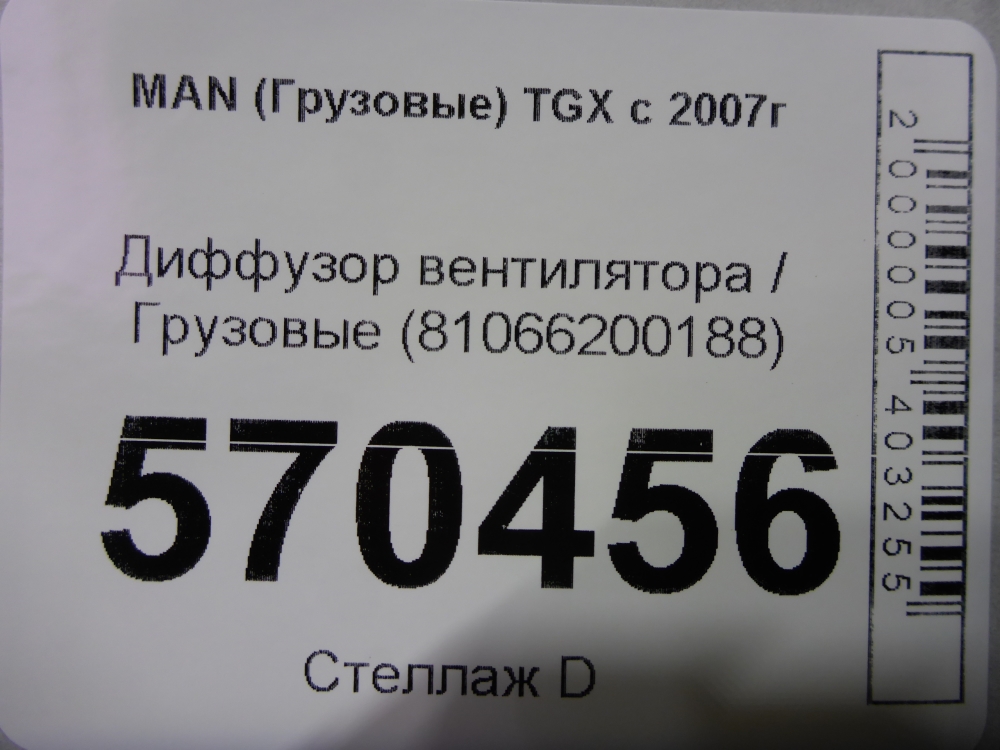 MAN (Грузовые) TGX с 2007г
Диффузор вентилятора /
Грузовые (81066200188)
570456
Стеллаж D
2000005403255